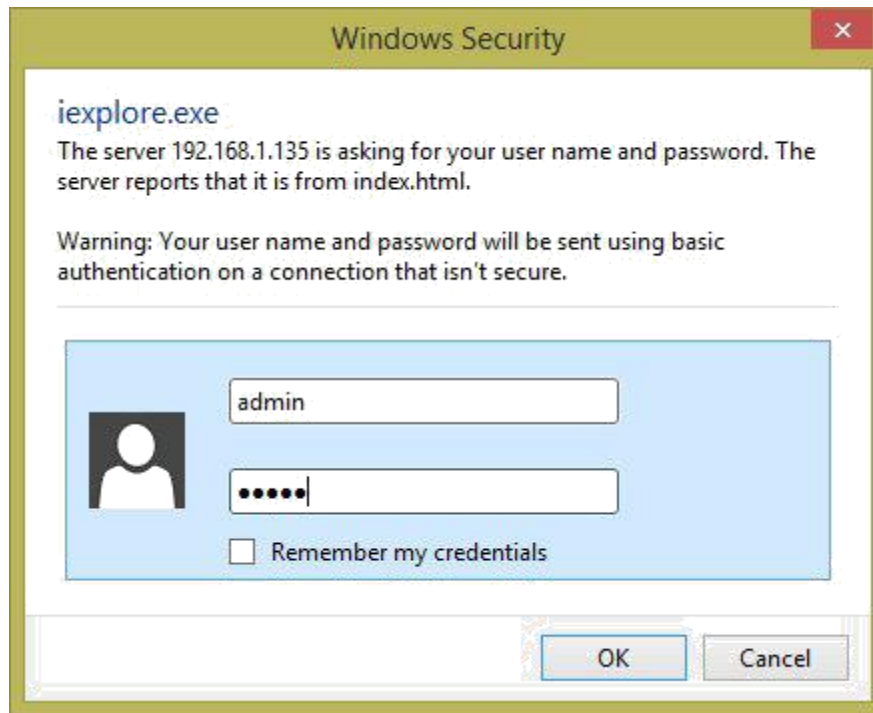 Windows Security
iexplore.exe
The server 192.168.1.135 is asking for your user name and password. The
server reports that it is from index.html.
Warning: Your user name and password will be sent using basic
authentication on a connection that isn't secure.
admin
•••••
Remember my credentials
OK
Cancel